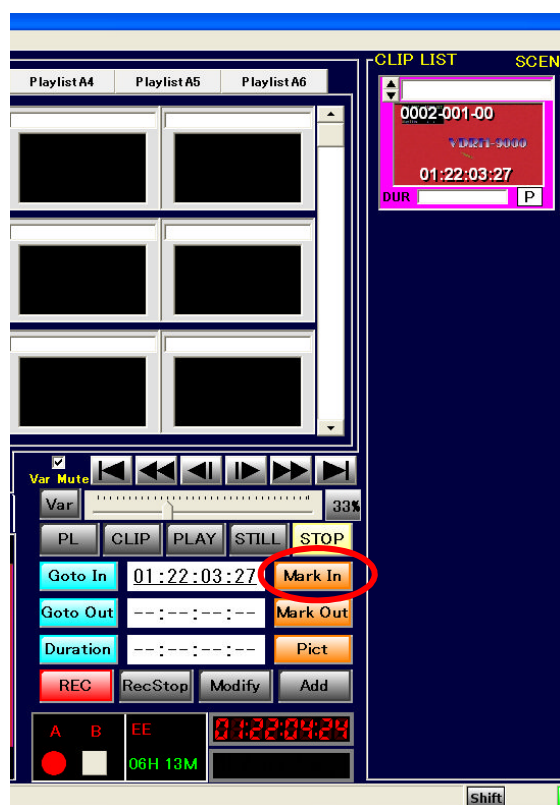 CLIP LIST SCEN
Playlist A4 Playlist A5 Playlist A6
0002-001-00
01:22:03:27
DUR P
Var Mute
Var 33%
PL CLIP PLAY STILL STOP
Goto In 01:22:03:27 Mark In
Goto Out --:--:--:-- Mark Out
Duration --:--:--:-- Pict
REC RecStop Modify Add
A B EE 01:22:04:24
06H 13M
Shift